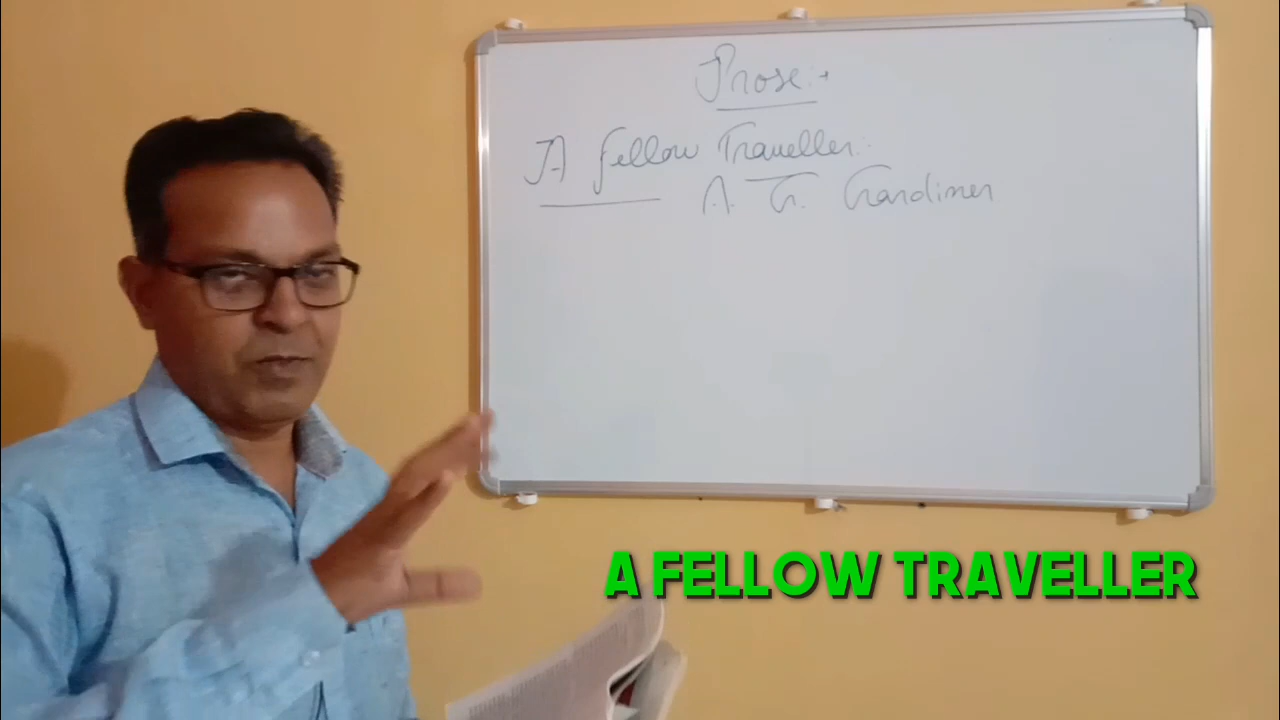 Prose:-
A Fellow Traveller:-
A. G. Gardiner
A FELLOW TRAVELLER